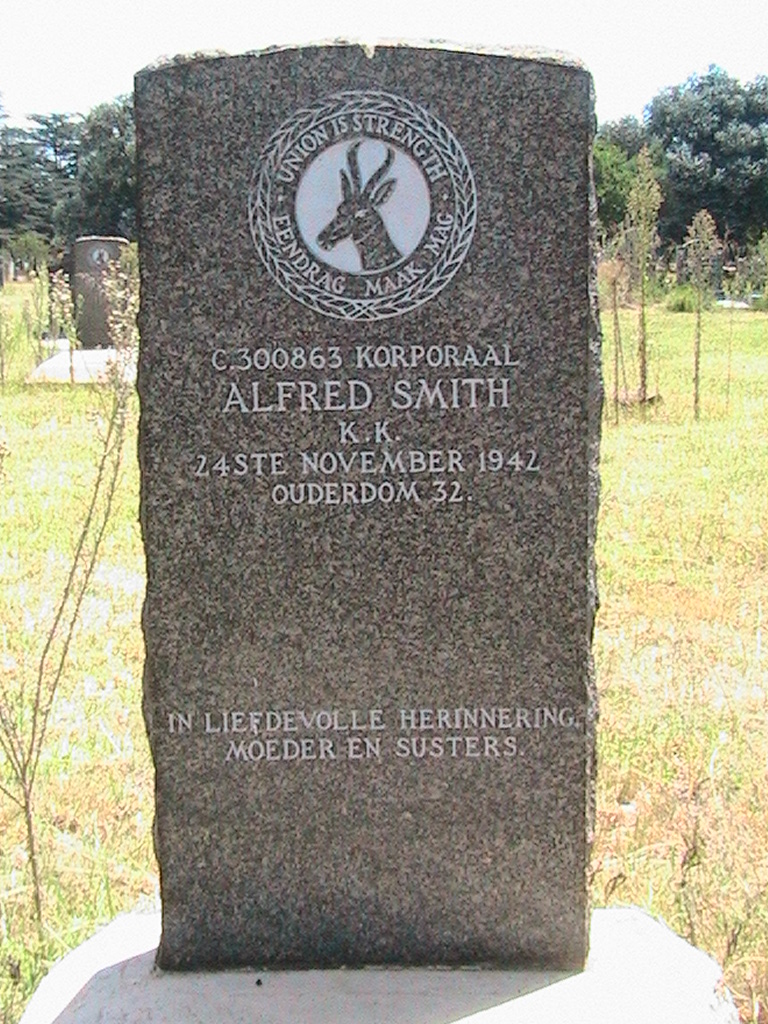 UNION IS STRENGTH
EENDRAG MAAK MAG
C.300863 KORPORAAL
ALFRED SMITH
K.K.
24STE NOVEMBER 1942
OUDERDOM 32.
IN LIEFDEVOLLE HERINNERING.
MOEDER EN SUSTERS.